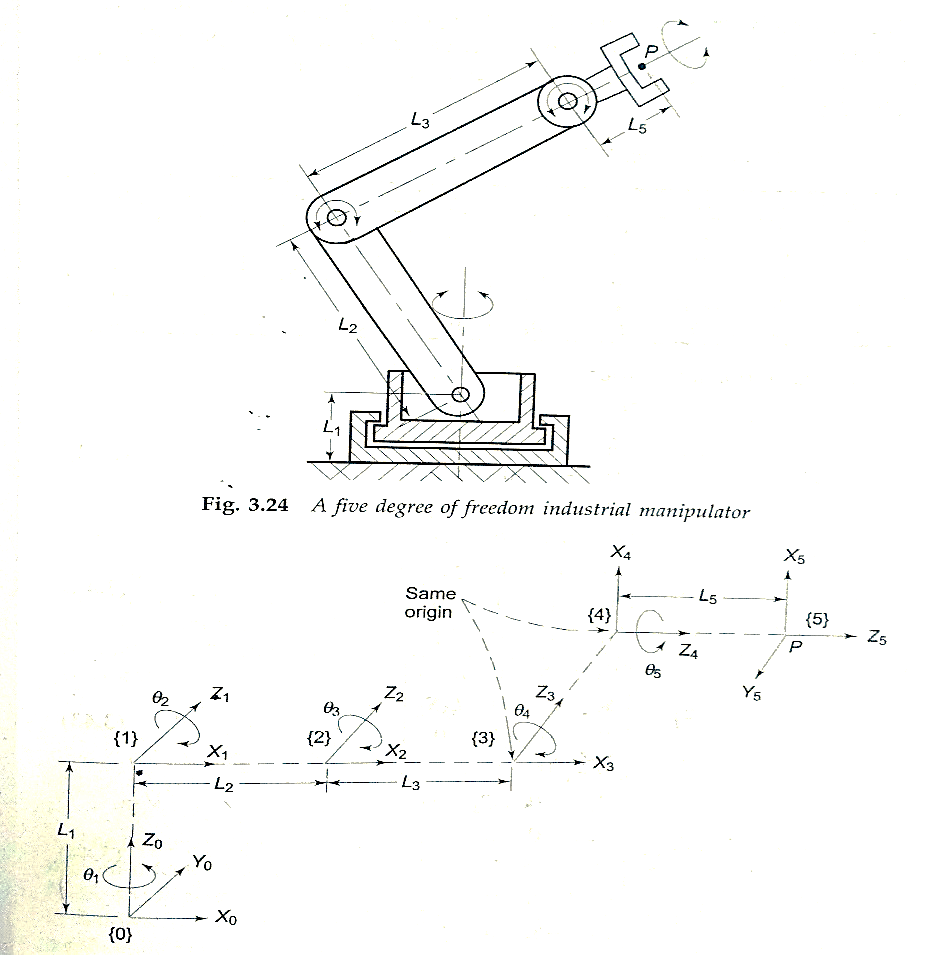 P
L3
L5
L2
L1
Fig. 3.24 A five degree of freedom industrial manipulator
X4
X5
Same
origin
L5
{4}
{5}
Z4
P
Z5
θ5
Y5
θ2
Z1
θ3
Z2
Z3
θ4
{1}
X1
{2}
X2
{3}
X3
L2
L3
L1
Z0
θ1
Y0
X0
{0}